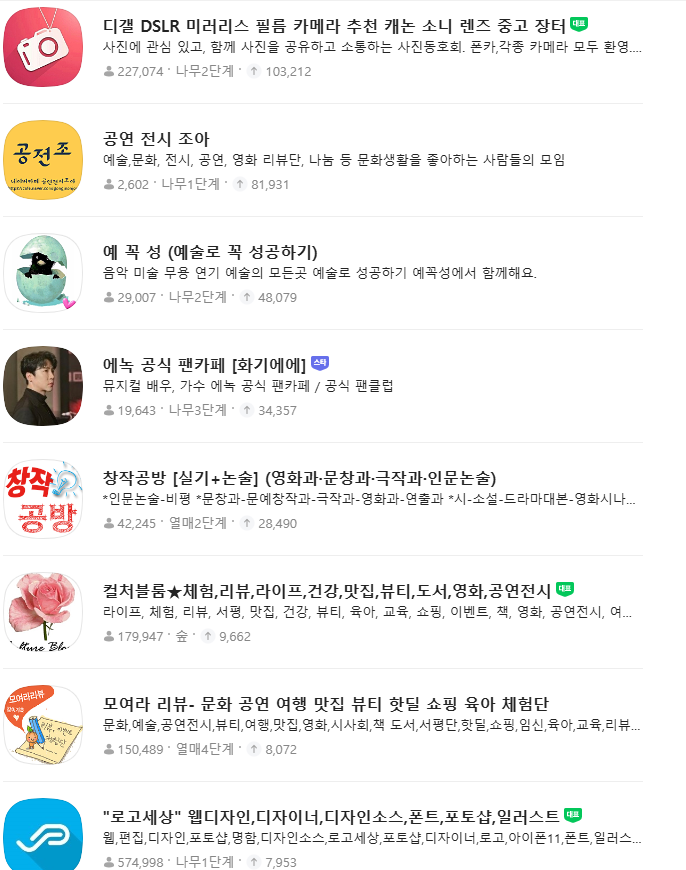 디갤 DSLR 미러리스 필름 카메라 추천 캐논 소니 렌즈 중고 장터 대표
사진에 관심 있고, 함께 사진을 공유하고 소통하는 사진동호회. 폰카,각종 카메라 모두 환영....
227,074 · 나무2단계 · 103,212
공전조
공연 전시 조아
예술,문화, 전시, 공연, 영화 리뷰단, 나눔 등 문화생활을 좋아하는 사람들의 모임
2,602 · 나무1단계 · 81,931
예 꼭 성 (예술로 꼭 성공하기)
음악 미술 무용 연기 예술의 모든곳 예술로 성공하기 예꼭성에서 함께해요.
29,007 · 나무2단계 · 48,079
에녹 공식 팬카페 [화기에에] 스타
뮤지컬 배우, 가수 에녹 공식 팬카페 / 공식 팬클럽
19,643 · 나무3단계 · 34,357
창작
공방
창작공방 [실기+논술] (영화과·문창과·극작과·인문논술)
*인문논술-비평 *문창과-문예창작과-극작과-영화과-연출과 *시-소설-드라마대본-영화시나...
42,245 · 열매2단계 · 28,490
컬처블룸★체험,리뷰,라이프,건강,맛집,뷰티,도서,영화,공연전시 대표
라이프, 체험, 리뷰, 서평, 맛집, 건강, 뷰티, 육아, 교육, 쇼핑, 이벤트, 책, 영화, 공연전시, 여...
179,947 · 숲 · 9,662
모여라리뷰
모여라 리뷰- 문화 공연 여행 맛집 뷰티 핫딜 쇼핑 육아 체험단
문화,예술,공연전시,뷰티,여행,맛집,영화,시사회,책 도서,서평단,핫딜,쇼핑,임신,육아,교육,리뷰...
150,489 · 열매4단계 · 8,072
"로고세상" 웹디자인,디자이너,디자인소스,폰트,포토샵,일러스트 대표
웹,편집,디자인,포토샵,명함,디자인소스,로고세상,포토샵,디자이너,로고,아이폰11,폰트,일러스...
574,998 · 나무1단계 · 7,953